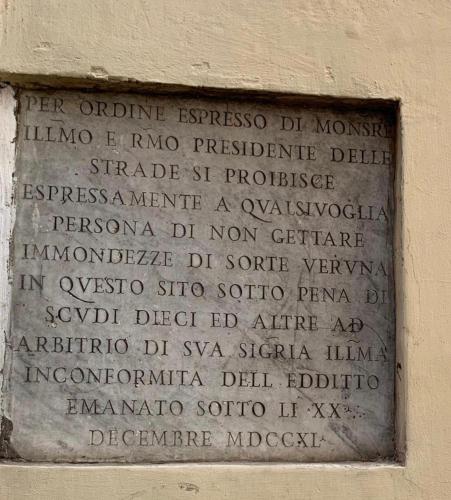 PER ORDINE ESPRESSO DI MONSRE
ILLMO E RMO PRESIDENTE DELLE
STRADE SI PROIBISCE
ESPRESSAMENTE A QVALSIVOGLIA
PERSONA DI NON GETTARE
IMMONDEZZE DI SORTE VERVNA
IN QVESTO SITO SOTTO PENA DI
SCVDI DIECI ED ALTRE AD
ARBITRIO DI SVA SIGRIA ILLMA
INCONFORMITA DELL EDDITTO
EMANATO SOTTO LI XX
DECEMBRE MDCCXL